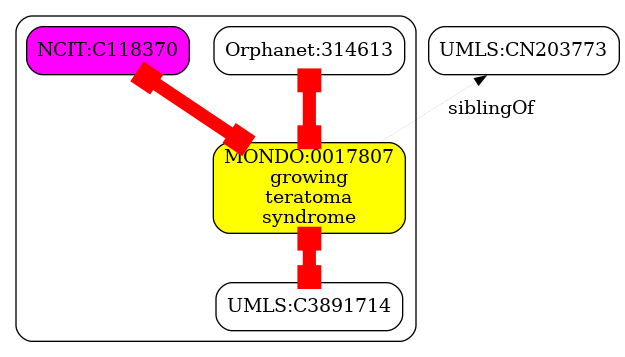 NCIT:C118370
Orphanet:314613
UMLS:CN203773
siblingOf
MONDO:0017807
growing
teratoma
syndrome
UMLS:C3891714